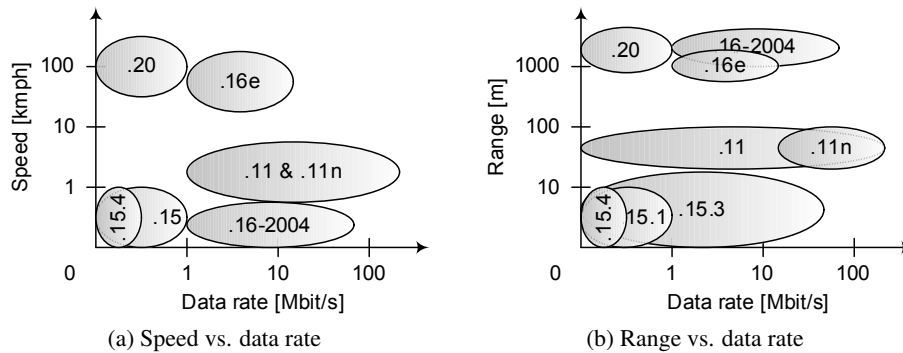 Speed [kmph]
100
10
1
0
.20
.16e
.11 & .11n
.15.4
.15
.16-2004
1
10
100
Data rate [Mbit/s]
(a) Speed vs. data rate
Range [m]
1000
100
10
0
.20
16-2004
.16e
.11
.11n
.15.4
15.1
.15.3
1
10
100
Data rate [Mbit/s]
(b) Range vs. data rate